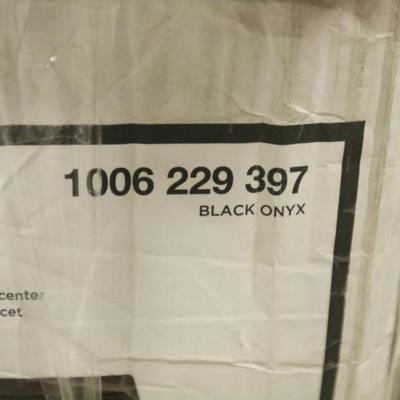 1006 229 397
BLACK ONYX
center
cet